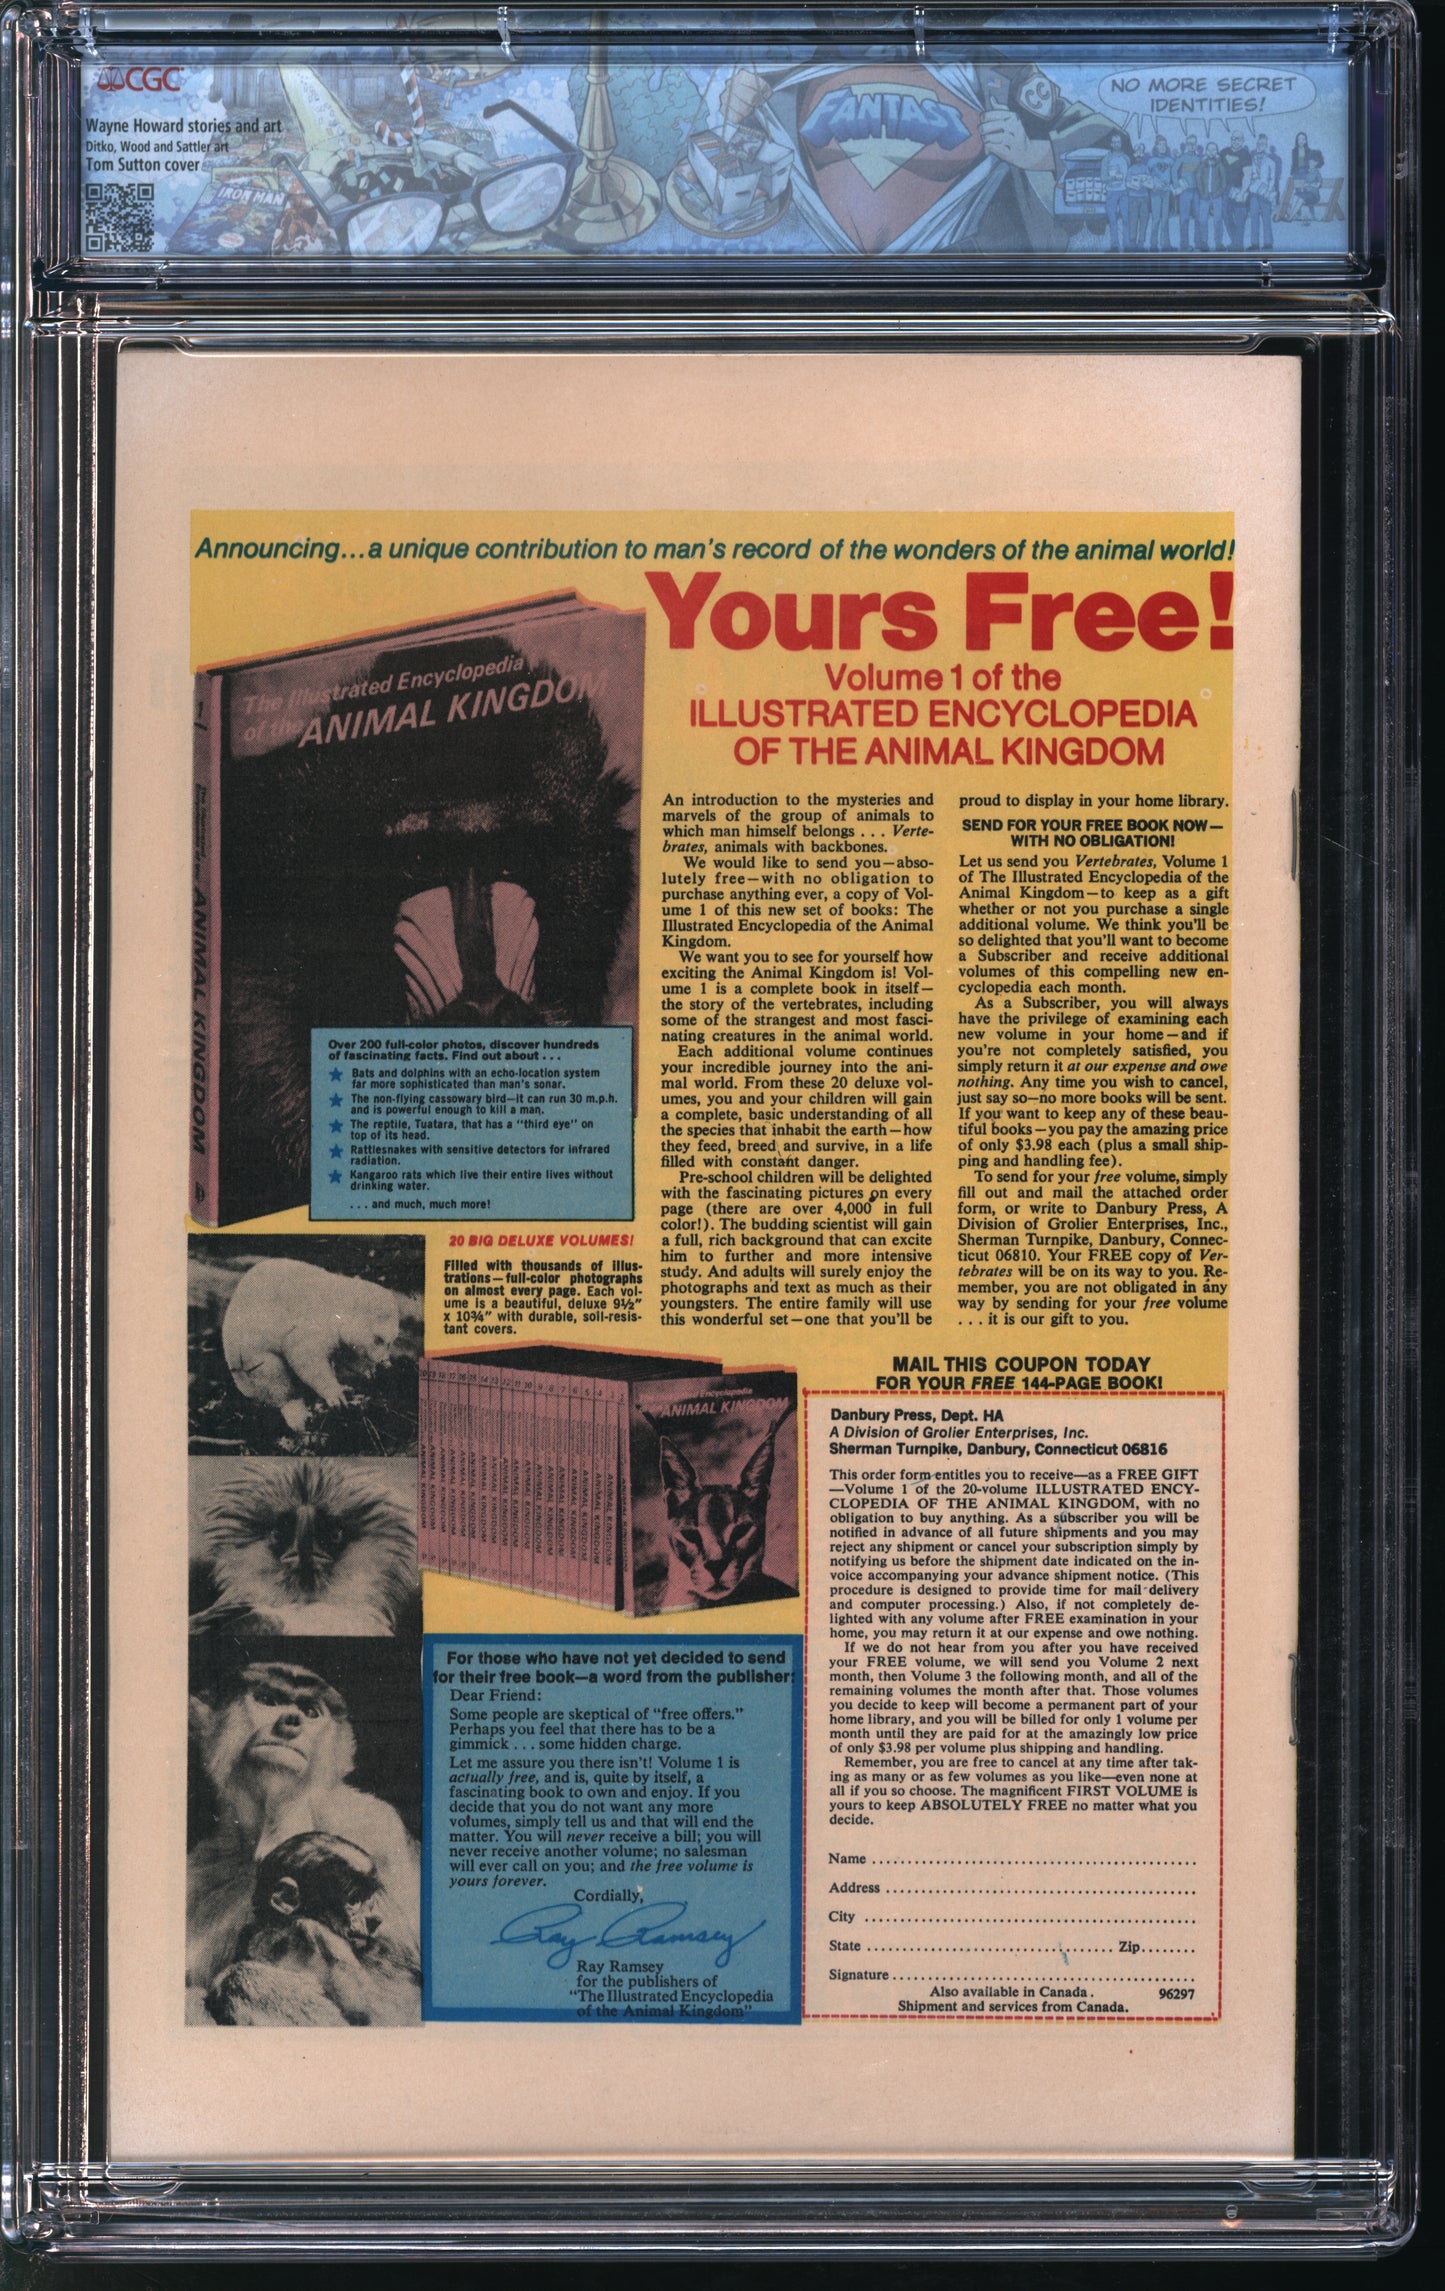 CGC
Wayne Howard stories and art
Ditko, Wood and Sattler art
Tom Sutton cover
IRON MAN
FANTAST
CC
NO MORE SECRET
IDENTITIES!
Announcing...a unique contribution to man's record of the wonders of the animal world!
Yours Free!
Volume 1 of the
ILLUSTRATED ENCYCLOPEDIA
OF THE ANIMAL KINGDOM
The Illustrated Encyclopedia
of the ANIMAL KINGDOM
ANIMAL KINGDOM
Over 200 full-color photos, discover hundreds
of fascinating facts. Find out about . . .
Bats and dolphins with an echo-location system
far more sophisticated than man's sonar.
The non-flying cassowary bird—it can run 30 m.p.h.
and is powerful enough to kill a man.
The reptile, Tuatara, that has a "third eye" on
top of its head.
Rattlesnakes with sensitive detectors for infrared
radiation.
Kangaroo rats which live their entire lives without
drinking water.
. . . and much, much more!
20 BIG DELUXE VOLUMES!
Filled with thousands of illus-
trations—full-color photographs
on almost every page. Each vol-
ume is a beautiful, deluxe 9½"
x 10¾" with durable, soil-resis-
tant covers.
Encyclopedia
ANIMAL KINGDOM
An introduction to the mysteries and
marvels of the group of animals to
which man himself belongs . . . Verte-
brates, animals with backbones.
We would like to send you—abso-
lutely free—with no obligation to
purchase anything ever, a copy of Vol-
ume 1 of this new set of books: The
Illustrated Encyclopedia of the Animal
Kingdom.
We want you to see for yourself how
exciting the Animal Kingdom is! Vol-
ume 1 is a complete book in itself—
the story of the vertebrates, including
some of the strangest and most fasci-
nating creatures in the animal world.
Each additional volume continues
your incredible journey into the ani-
mal world. From these 20 deluxe vol-
umes, you and your children will gain
a complete, basic understanding of all
the species that inhabit the earth—how
they feed, breed and survive, in a life
filled with constant danger.
Pre-school children will be delighted
with the fascinating pictures on every
page (there are over 4,000 in full
color!). The budding scientist will gain
a full, rich background that can excite
him to further and more intensive
study. And adults will surely enjoy the
photographs and text as much as their
youngsters. The entire family will use
this wonderful set—one that you'll be
proud to display in your home library.
SEND FOR YOUR FREE BOOK NOW—
WITH NO OBLIGATION!
Let us send you Vertebrates, Volume 1
of The Illustrated Encyclopedia of the
Animal Kingdom—to keep as a gift
whether or not you purchase a single
additional volume. We think you'll be
so delighted that you'll want to become
a Subscriber and receive additional
volumes of this compelling new en-
cyclopedia each month.
As a Subscriber, you will always
have the privilege of examining each
new volume in your home—and if
you're not completely satisfied, you
simply return it at our expense and owe
nothing. Any time you wish to cancel,
just say so—no more books will be sent.
If you want to keep any of these beau-
tiful books—you pay the amazing price
of only $3.98 each (plus a small ship-
ping and handling fee).
To send for your free volume, simply
fill out and mail the attached order
form, or write to Danbury Press, A
Division of Grolier Enterprises, Inc.,
Sherman Turnpike, Danbury, Connec-
ticut 06810. Your FREE copy of Ver-
tebrates will be on its way to you. Re-
member, you are not obligated in any
way by sending for your free volume
. . . it is our gift to you.
MAIL THIS COUPON TODAY
FOR YOUR FREE 144-PAGE BOOK!
Danbury Press, Dept. HA
A Division of Grolier Enterprises, Inc.
Sherman Turnpike, Danbury, Connecticut 06816
This order form entitles you to receive—as a FREE GIFT
—Volume 1 of the 20-volume ILLUSTRATED ENCY-
CLOPEDIA OF THE ANIMAL KINGDOM, with no
obligation to buy anything. As a subscriber you will be
notified in advance of all future shipments and you may
reject any shipment or cancel your subscription simply by
notifying us before the shipment date indicated on the in-
voice accompanying your advance shipment notice. (This
procedure is designed to provide time for mail delivery
and computer processing.) Also, if not completely de-
lighted with any volume after FREE examination in your
home, you may return it at our expense and owe nothing.
If we do not hear from you after you have received
your FREE volume, we will send you Volume 2 next
month, then Volume 3 the following month, and all of the
remaining volumes the month after that. Those volumes
you decide to keep will become a permanent part of your
home library, and you will be billed for only 1 volume per
month until they are paid for at the amazingly low price
of only $3.98 per volume plus shipping and handling.
Remember, you are free to cancel at any time after tak-
ing as many or as few volumes as you like—even none at
all if you so choose. The magnificent FIRST VOLUME is
yours to keep ABSOLUTELY FREE no matter what you
decide.
Name
Address
City
State Zip
Signature
Also available in Canada. 96297
Shipment and services from Canada.
For those who have not yet decided to send
for their free book—a word from the publisher:
Dear Friend:
Some people are skeptical of "free offers."
Perhaps you feel that there has to be a
gimmick . . . some hidden charge.
Let me assure you there isn't! Volume 1 is
actually free, and is, quite by itself, a
fascinating book to own and enjoy. If you
decide that you do not want any more
volumes, simply tell us and that will end the
matter. You will never receive a bill; you will
never receive another volume; no salesman
will ever call on you; and the free volume is
yours forever.
Cordially,
Ray Ramsey
Ray Ramsey
for the publishers of
"The Illustrated Encyclopedia
of the Animal Kingdom"